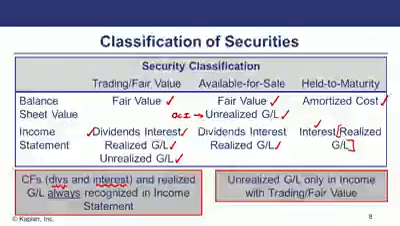 Classification of Securities
Security Classification
Trading/Fair Value Available-for-Sale Held-to-Maturity
Balance Fair Value ✓ Fair Value ✓ Amortized Cost ✓
Sheet Value OCI → Unrealized G/L ✓
Income ✓ Dividends Interest ✓ Dividends Interest Interest ✓ [Realized
Statement Realized G/L ✓ Realized G/L ✓ G/L]
Unrealized G/L ✓
CFs (divs and interest) and realized
G/L always recognized in Income
Statement
Unrealized G/L only in Income
with Trading/Fair Value
© Kaplan, Inc.
8